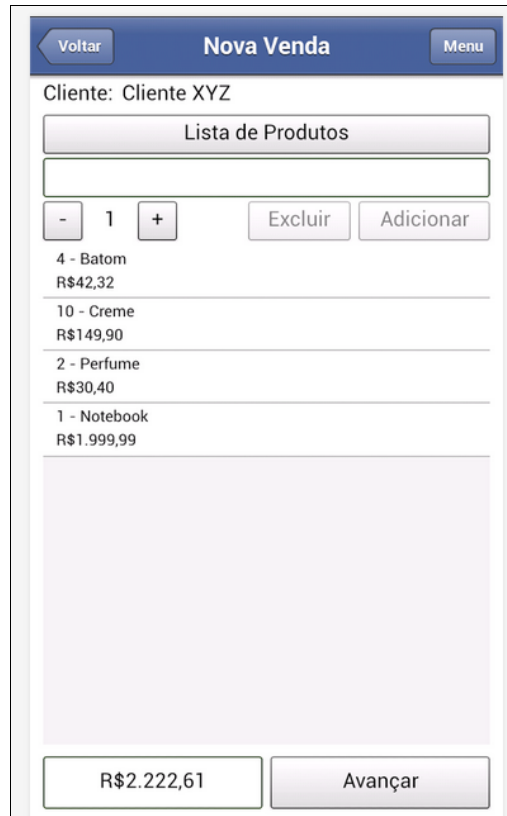 Voltar Nova Venda Menu
Cliente: Cliente XYZ
Lista de Produtos
- 1 + Excluir Adicionar
4 - Batom
R$42,32
10 - Creme
R$149,90
2 - Perfume
R$30,40
1 - Notebook
R$1.999,99
R$2.222,61 Avançar